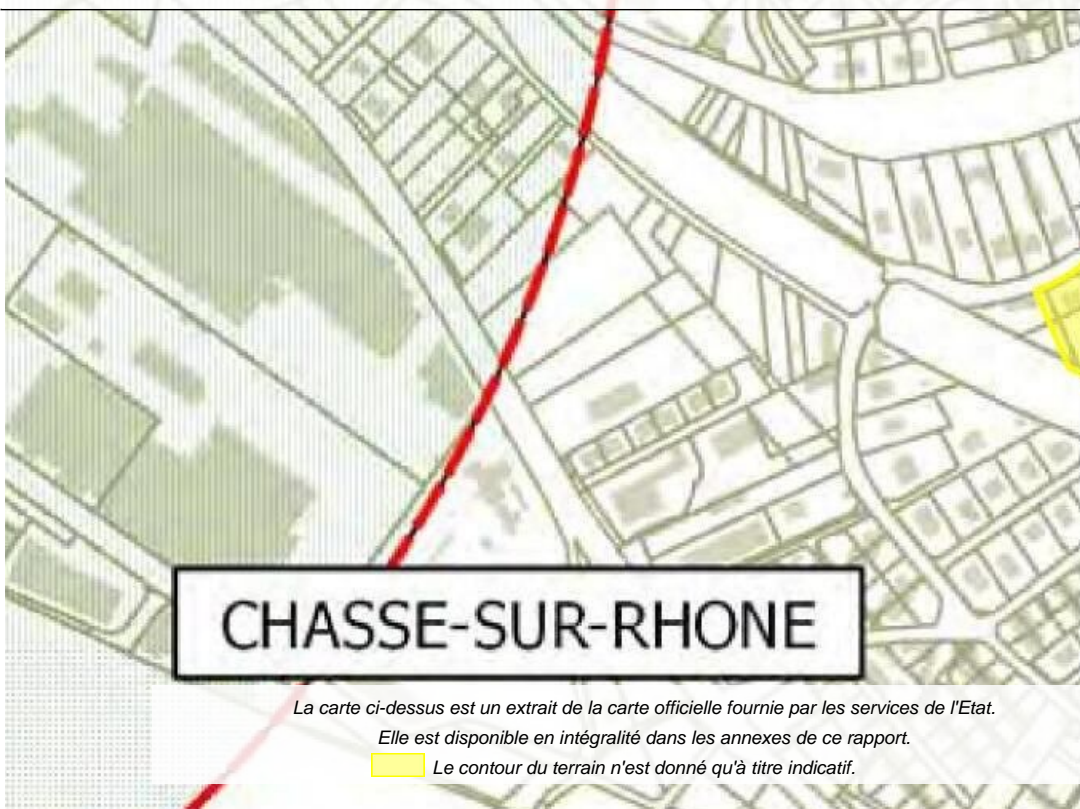 CHASSE-SUR-RHONE
La carte ci-dessus est un extrait de la carte officielle fournie par les services de l'Etat.
Elle est disponible en intégralité dans les annexes de ce rapport.
Le contour du terrain n'est donné qu'à titre indicatif.